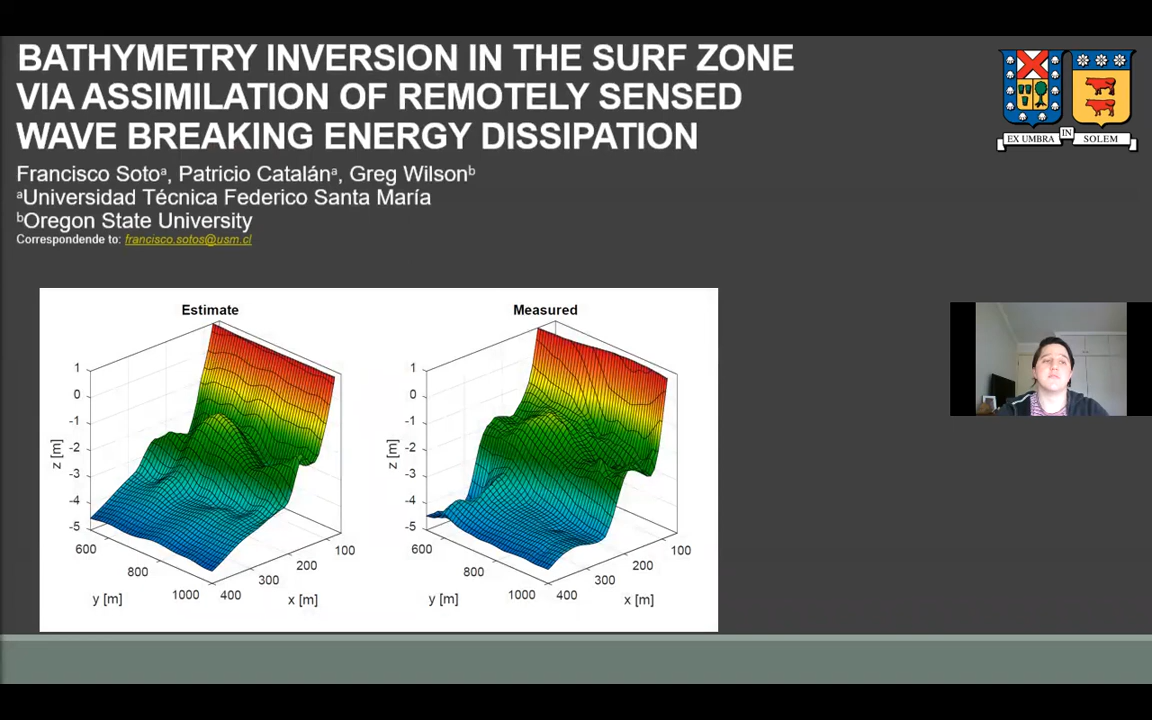 BATHYMETRY INVERSION IN THE SURF ZONE
VIA ASSIMILATION OF REMOTELY SENSED
WAVE BREAKING ENERGY DISSIPATION
Francisco Sotoᵃ, Patricio Catalánᵃ, Greg Wilsonᵇ
ᵃUniversidad Técnica Federico Santa María
ᵇOregon State University
Correspondende to: francisco.sotos@usm.cl
EX UMBRA IN SOLEM
Estimate
1
0
-1
-2
-3
-4
-5
z [m]
600
800
1000
y [m]
400
300
200
100
x [m]
Measured
1
0
-1
-2
-3
-4
-5
z [m]
600
800
1000
y [m]
400
300
200
100
x [m]